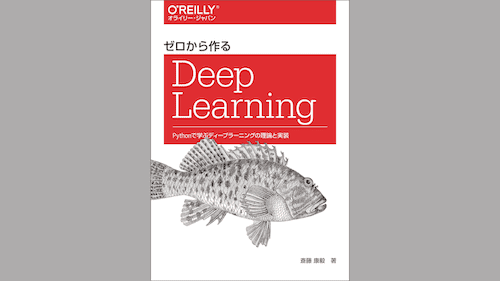 O'REILLY®
オライリー・ジャパン
ゼロから作る
Deep
Learning
Pythonで学ぶディープラーニングの理論と実装
斎藤 康毅 著